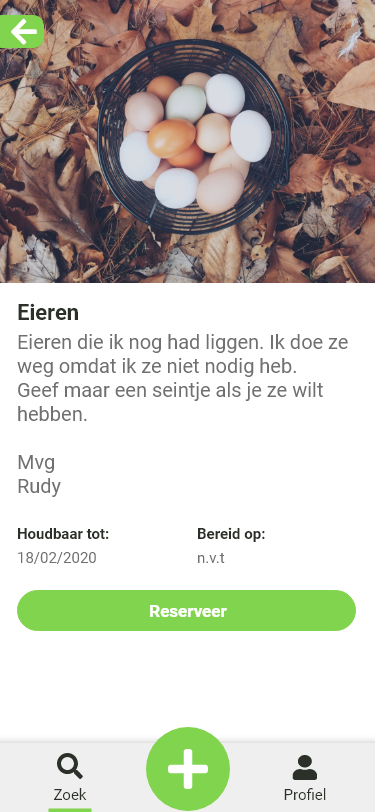 Eieren
Eieren die ik nog had liggen. Ik doe ze
weg omdat ik ze niet nodig heb.
Geef maar een seintje als je ze wilt
hebben.
Mvg
Rudy
Houdbaar tot:
Bereid op:
18/02/2020
n.v.t
Reserveer
Zoek
Profiel